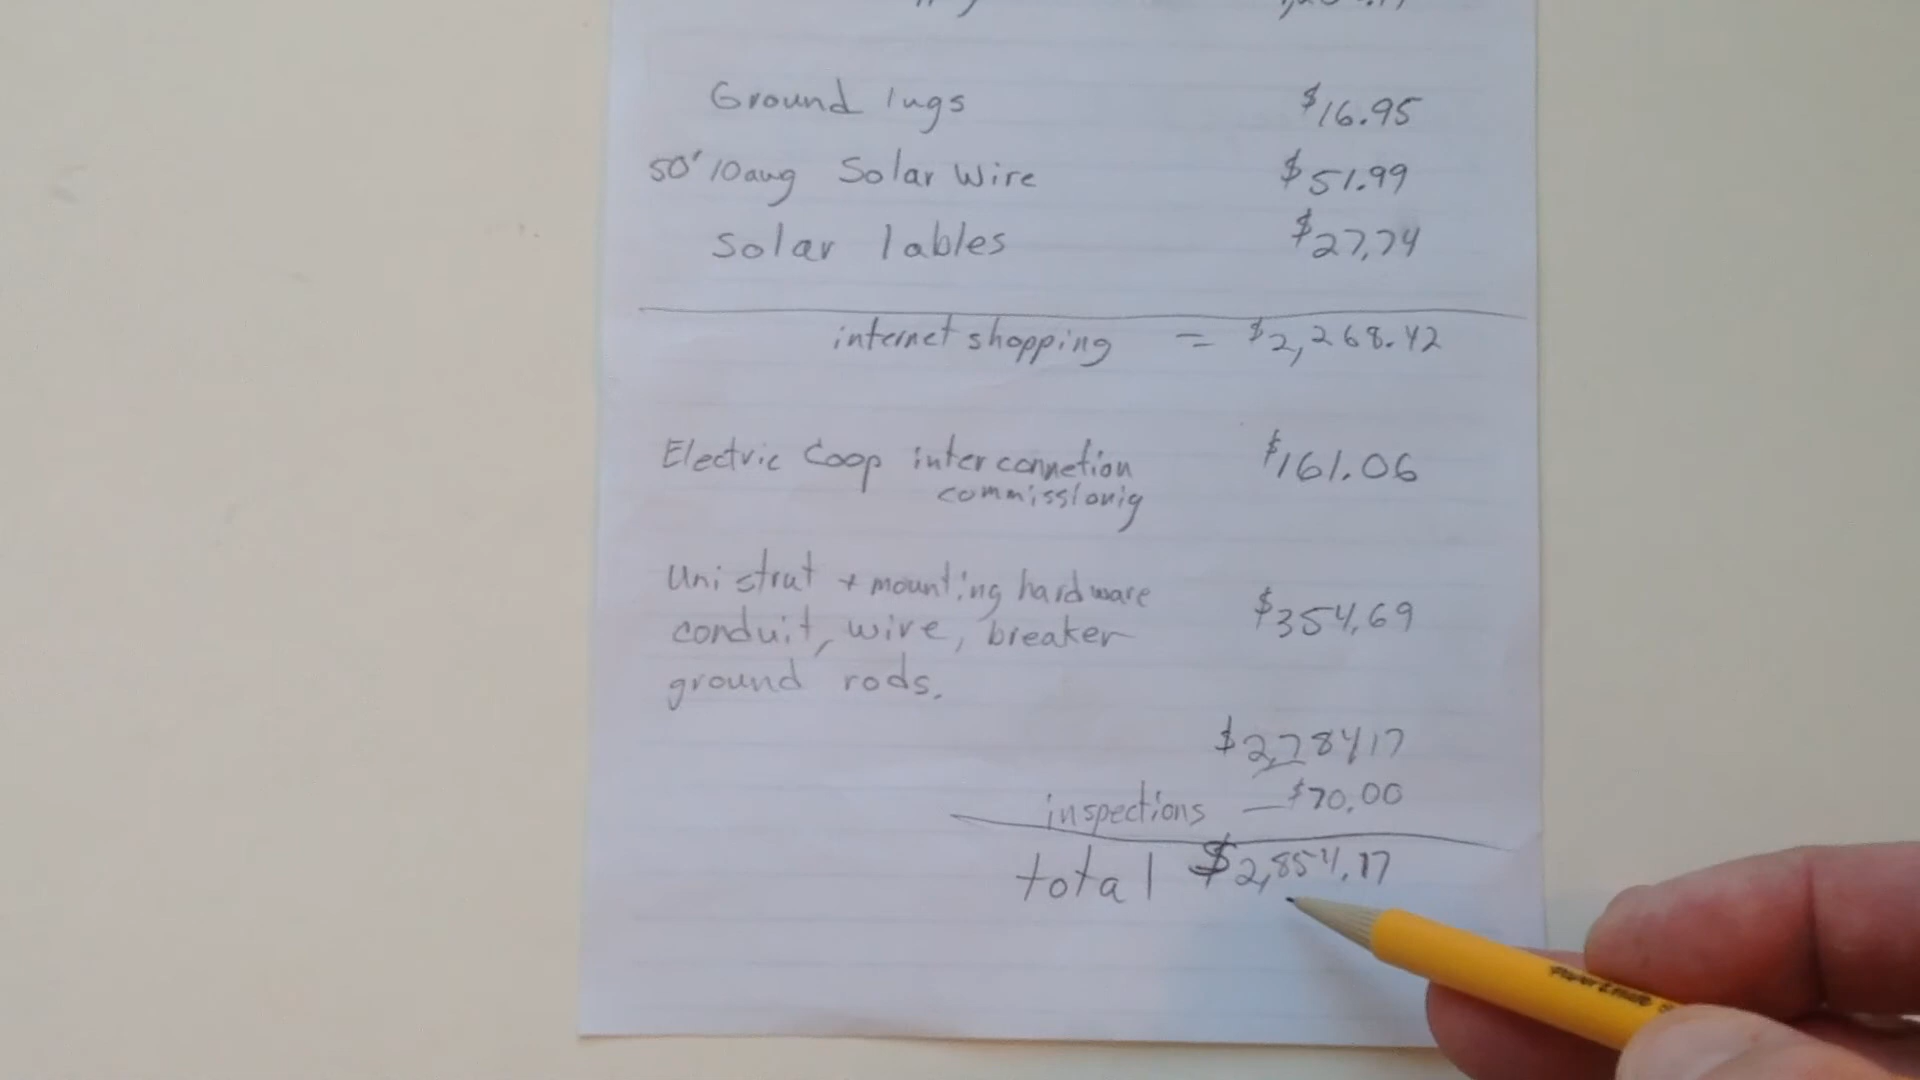 Ground lugs $16.95
50' 10awg Solar Wire $51.99
Solar lables $27.74
internet shopping = $2,268.42
Electric Coop interconnetion $161.06
commissionig
Unistrut + mounting hardware
conduit, wire, breaker $354.69
ground rods.
$2,78417
inspections — $70.00
total $2,854.17